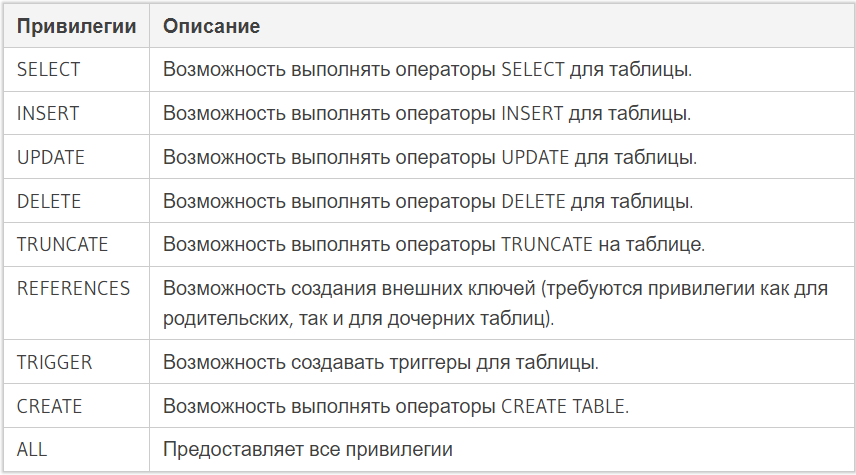 Привилегии Описание
SELECT Возможность выполнять операторы SELECT для таблицы.
INSERT Возможность выполнять операторы INSERT для таблицы.
UPDATE Возможность выполнять операторы UPDATE для таблицы.
DELETE Возможность выполнять операторы DELETE для таблицы.
TRUNCATE Возможность выполнять операторы TRUNCATE на таблице.
REFERENCES Возможность создания внешних ключей (требуются привилегии как для
родительских, так и для дочерних таблиц).
TRIGGER Возможность создавать триггеры для таблицы.
CREATE Возможность выполнять операторы CREATE TABLE.
ALL Предоставляет все привилегии